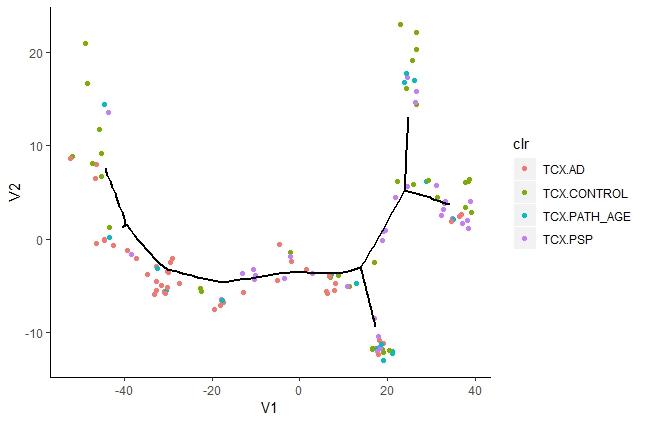 20
10
0
-10
V2
-40
-20
0
20
40
V1
clr
TCX.AD
TCX.CONTROL
TCX.PATH_AGE
TCX.PSP